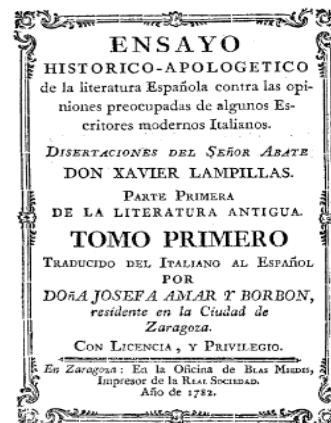 ENSAYO
HISTORICO-APOLOGETICO
de la literatura Española contra las opi-
niones preocupadas de algunos Es-
critores modernos Italianos.
DISERTACIONES DEL SEÑOR ABATE
DON XAVIER LAMPILLAS.
PARTE PRIMERA
DE LA LITERATURA ANTIGUA.
TOMO PRIMERO
TRADUCIDO DEL ITALIANO AL ESPAÑOL
POR
DOñA JOSEFA AMAR Y BORBON,
residente en la Ciudad de
Zaragoza.
CON LICENCIA, Y PRIVILEGIO.
En Zaragoza: En la Oficina de BLAS MIEDES,
Impresor de la REAL SOCIEDAD.
Año de 1782.